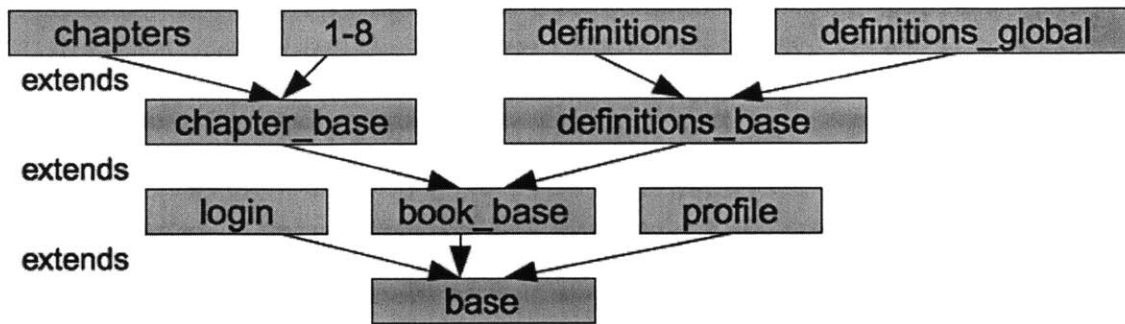 chapters 1-8 definitions definitions_global
extends
chapter_base definitions_base
extends
login book_base profile
extends
base